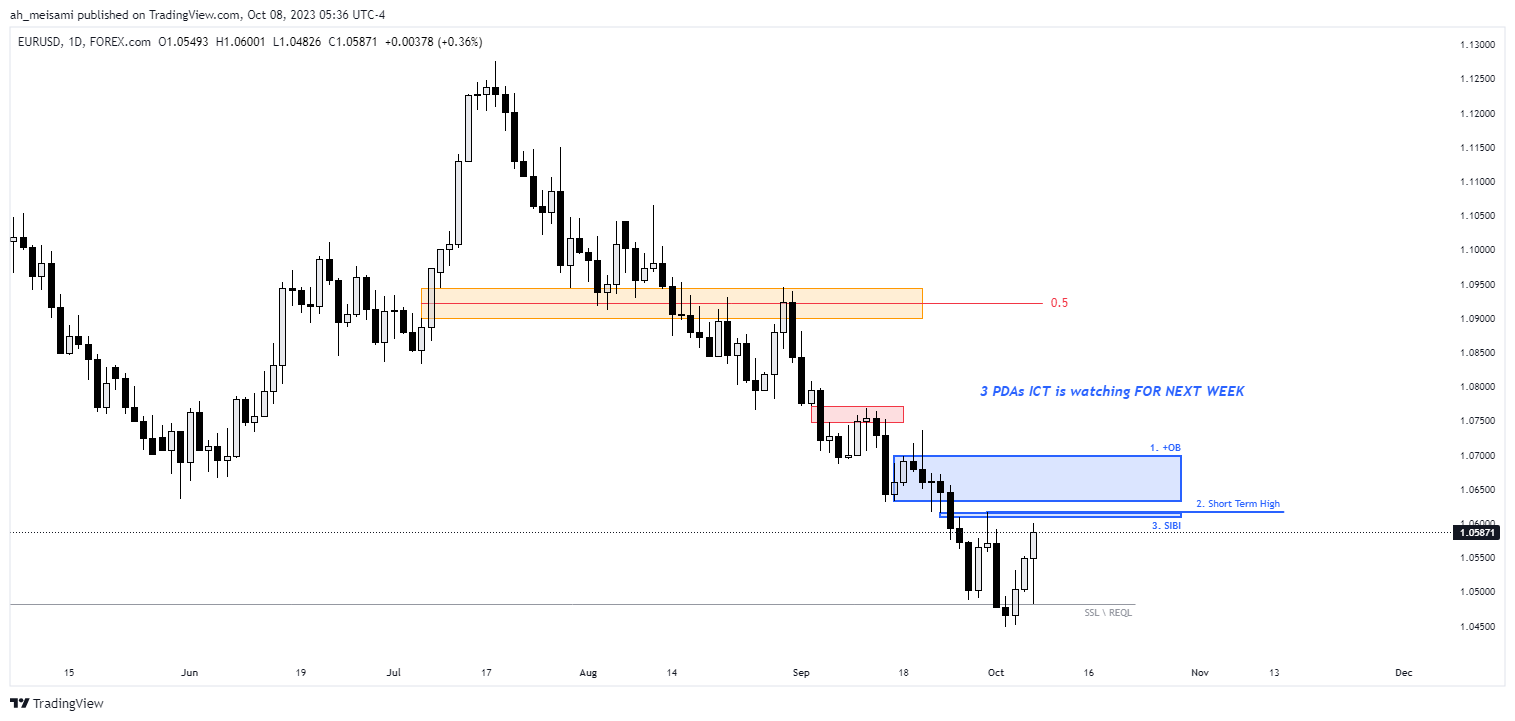 ah_meisami published on TradingView.com, Oct 08, 2023 05:36 UTC-4
EURUSD, 1D, FOREX.com O1.05493 H1.06001 L1.04826 C1.05871 +0.00378 (+0.36%)
1.13000
1.12500
1.12000
1.11500
1.11000
1.10500
1.10000
1.09500
0.5
1.09000
1.08500
3 PDAs ICT is watching FOR NEXT WEEK
1.08000
1.07500
1. +OB
1.07000
1.06500
2. Short Term High
3. SIBI
1.06000
1.05871
1.05500
1.05000
SSL \ REQL
1.04500
15 Jun 19 Jul 17 Aug 14 Sep 18 Oct 16 Nov 13 Dec
TradingView